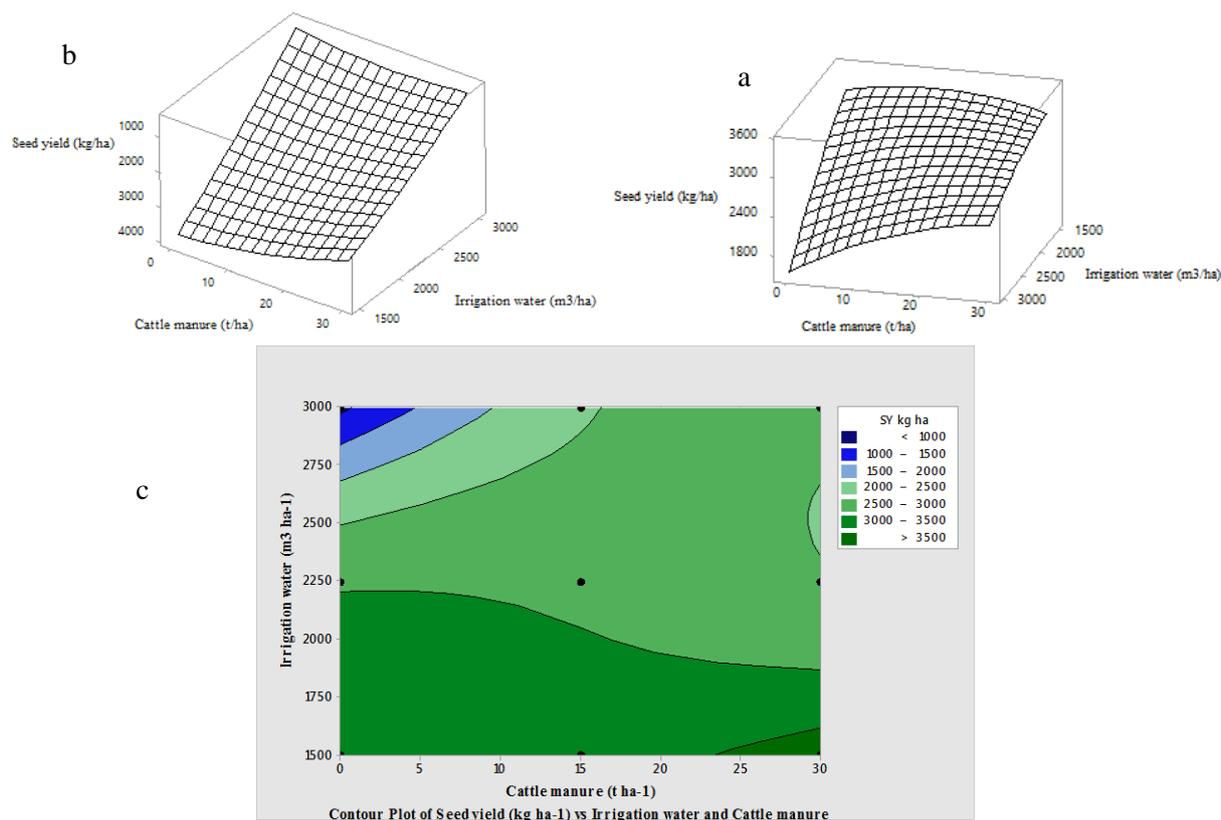 b
Seed yield (kg/ha)
1000
2000
3000
4000
0
10
20
30
Cattle manure (t/ha)
1500
2000
2500
3000
Irrigation water (m3/ha)
a
Seed yield (kg/ha)
3600
3000
2400
1800
0
10
20
30
Cattle manure (t/ha)
1500
2000
2500
3000
Irrigation water (m3/ha)
c
Irrigation water (m3 ha-1)
3000
2750
2500
2250
2000
1750
1500
0 5 10 15 20 25 30
Cattle manure (t ha-1)
Contour Plot of Seed yield (kg ha-1) vs Irrigation water and Cattle manure
SY kg ha
< 1000
1000 – 1500
1500 – 2000
2000 – 2500
2500 – 3000
3000 – 3500
> 3500